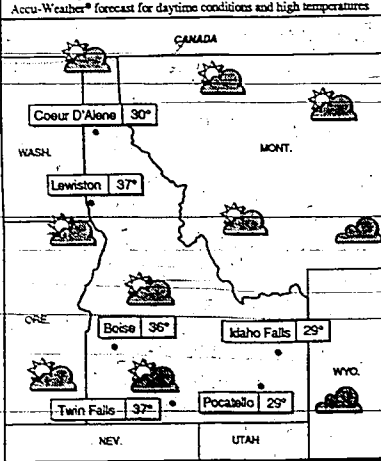 Accu-Weather® forecast for daytime conditions and high temperatures
CANADA
Coeur D'Alene 30°
WASH.
MONT.
Lewiston 37°
ORE.
Boise 36°
Idaho Falls 29°
WYO.
Twin Falls 37°
Pocatello 29°
NEV.
UTAH